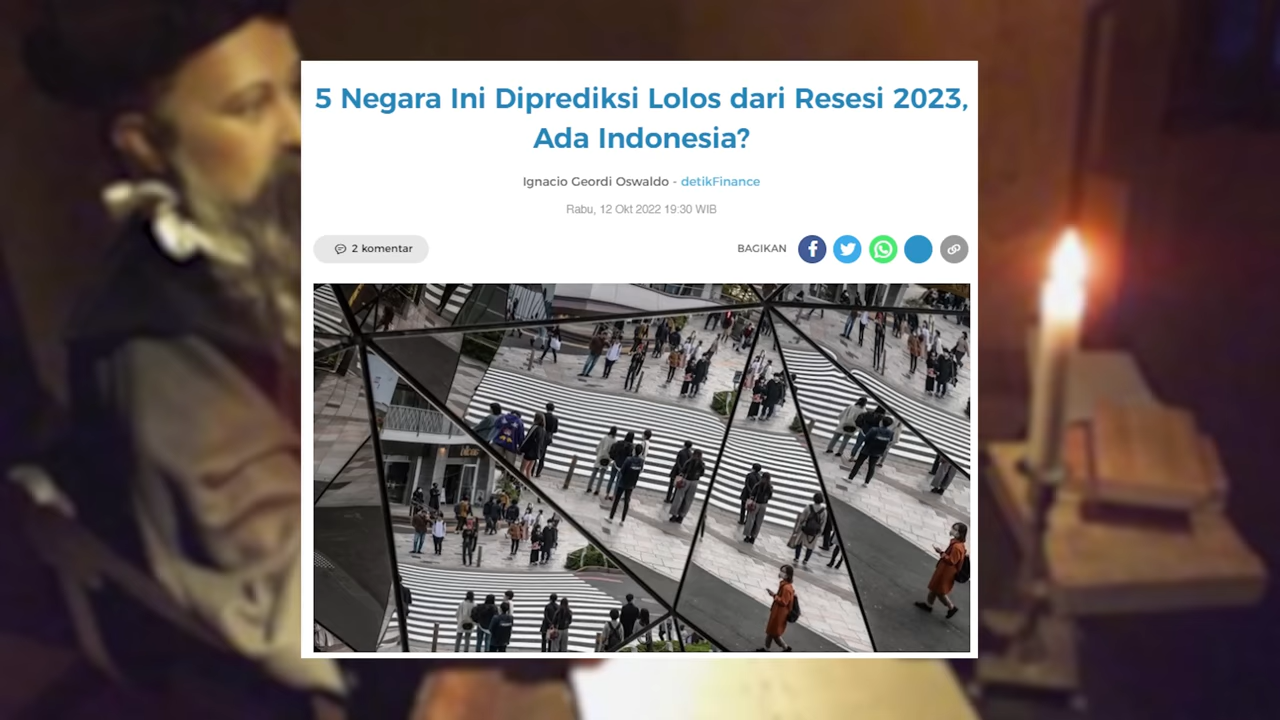 5 Negara Ini Diprediksi Lolos dari Resesi 2023,
Ada Indonesia?
Ignacio Geordi Oswaldo - detikFinance
Rabu, 12 Okt 2022 19:30 WIB
2 komentar
BAGIKAN